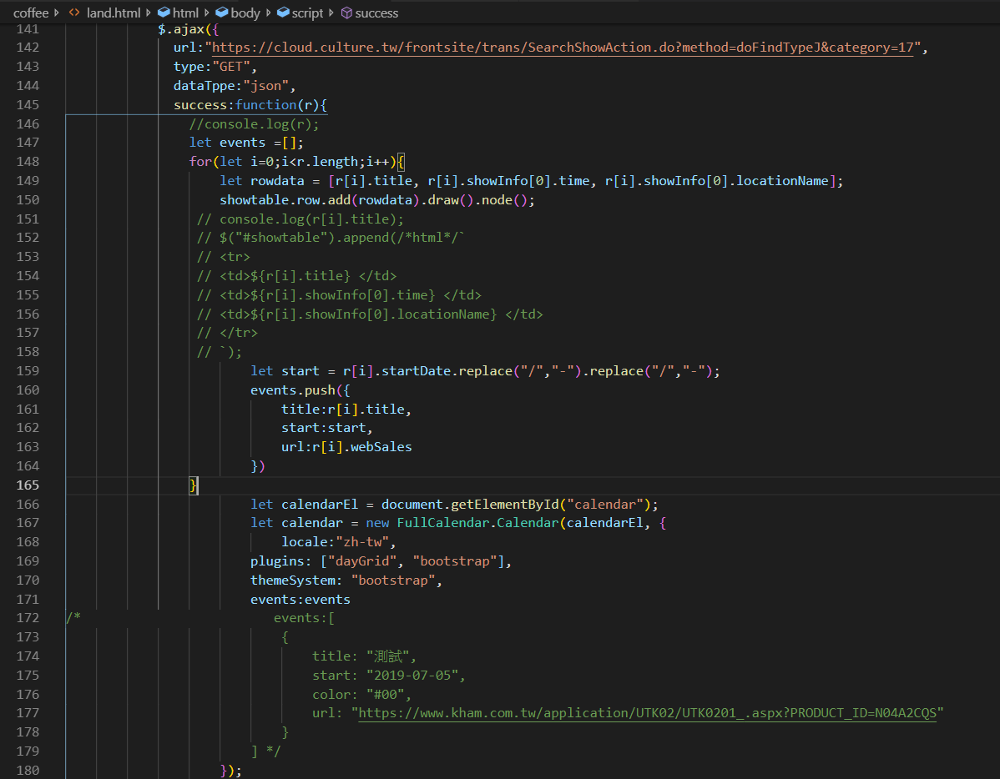 coffee > <> land.html > html > body > script > success
141 $.ajax({
142 url:"https://cloud.culture.tw/frontsite/trans/SearchShowAction.do?method=doFindTypeJ&category=17",
143 type:"GET",
144 dataTppe:"json",
145 success:function(r){
146 //console.log(r);
147 let events =[];
148 for(let i=0;i<r.length;i++){
149 let rowdata = [r[i].title, r[i].showInfo[0].time, r[i].showInfo[0].locationName];
150 showtable.row.add(rowdata).draw().node();
151 // console.log(r[i].title);
152 // $("#showtable").append(/*html*/`
153 // <tr>
154 // <td>${r[i].title} </td>
155 // <td>${r[i].showInfo[0].time} </td>
156 // <td>${r[i].showInfo[0].locationName} </td>
157 // </tr>
158 // `);
159 let start = r[i].startDate.replace("/","-").replace("/","-");
160 events.push({
161 title:r[i].title,
162 start:start,
163 url:r[i].webSales
164 })
165 }
166 let calendarEl = document.getElementById("calendar");
167 let calendar = new FullCalendar.Calendar(calendarEl, {
168 locale:"zh-tw",
169 plugins: ["dayGrid", "bootstrap"],
170 themeSystem: "bootstrap",
171 events:events
172 /* events:[
173 {
174 title: "測試",
175 start: "2019-07-05",
176 color: "#00",
177 url: "https://www.kham.com.tw/application/UTK02/UTK0201_.aspx?PRODUCT_ID=N04A2CQS"
178 }
179 ] */
180 });